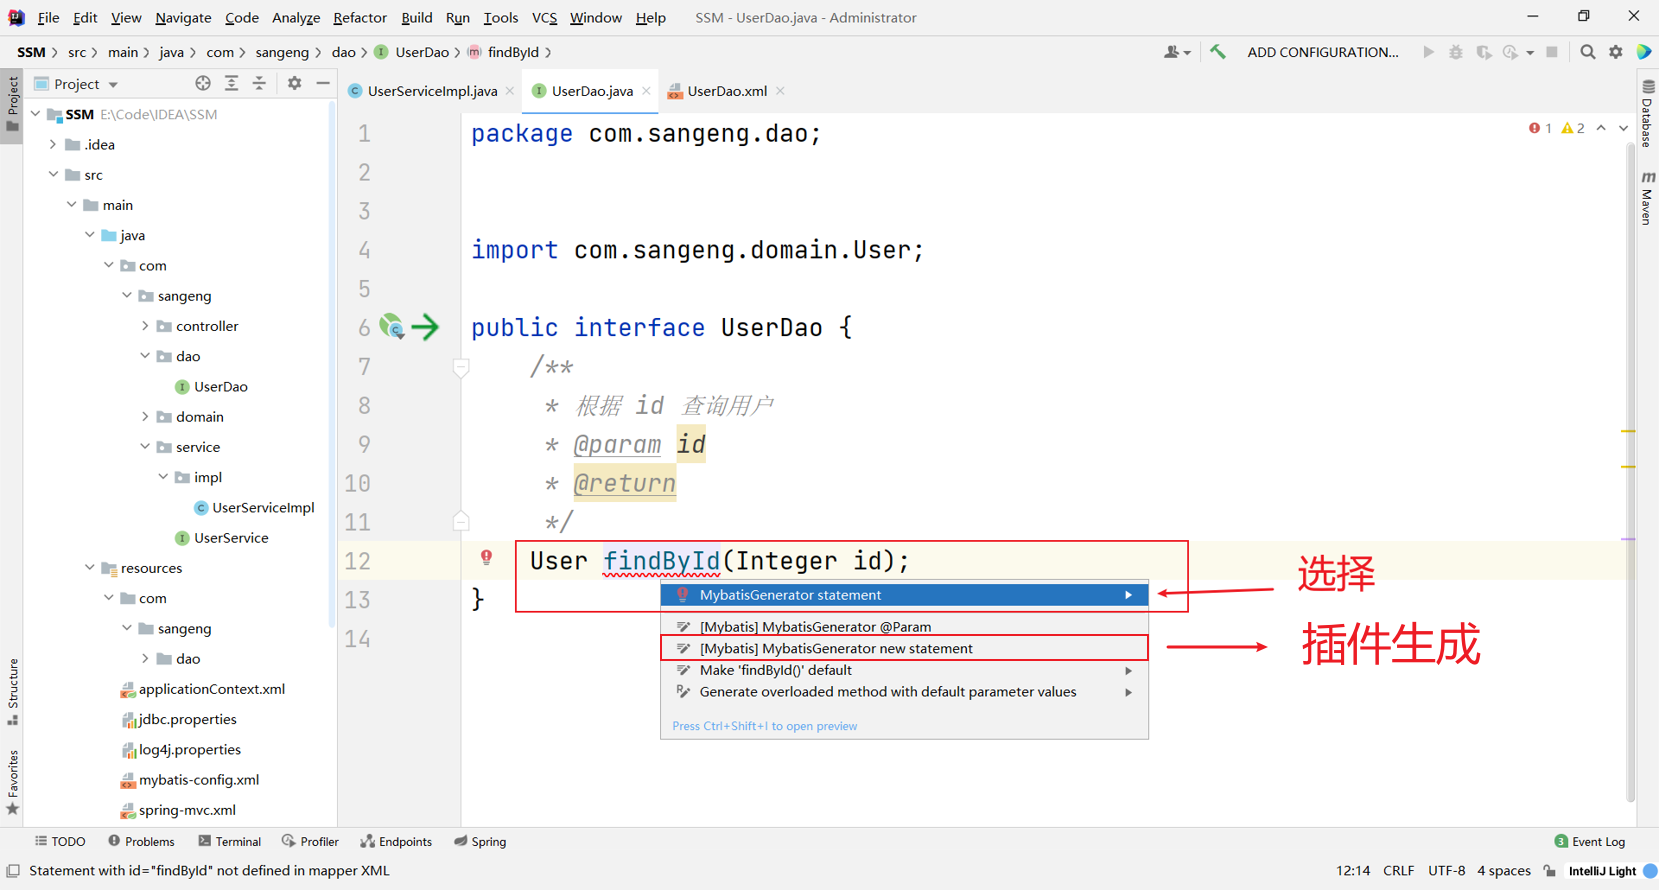 File Edit View Navigate Code Analyze Refactor Build Run Tools VCS Window Help SSM - UserDao.java - Administrator
SSM src main java com sangeng dao I UserDao m findById ADD CONFIGURATION...
Project
UserServiceImpl.java
UserDao.java
UserDao.xml
Project
SSM E:\Code\IDEA\SSM
.idea
src
main
java
com
sangeng
controller
dao
UserDao
domain
service
impl
UserServiceImpl
UserService
resources
com
sangeng
dao
applicationContext.xml
jdbc.properties
log4j.properties
mybatis-config.xml
spring-mvc.xml
Structure
Favorites
1 package com.sangeng.dao;
2
3
4 import com.sangeng.domain.User;
5
6 public interface UserDao {
7 /**
8 * 根据 id 查询用户
9 * @param id
10 * @return
11 */
12 User findById(Integer id);
13 }
14
1 2
Database
Maven
MybatisGenerator statement
[Mybatis] MybatisGenerator @Param
[Mybatis] MybatisGenerator new statement
Make 'findById()' default
Generate overloaded method with default parameter values
Press Ctrl+Shift+I to open preview
选择
插件生成
TODO Problems Terminal Profiler Endpoints Spring 3 Event Log
Statement with id="findById" not defined in mapper XML 12:14 CRLF UTF-8 4 spaces IntelliJ Light